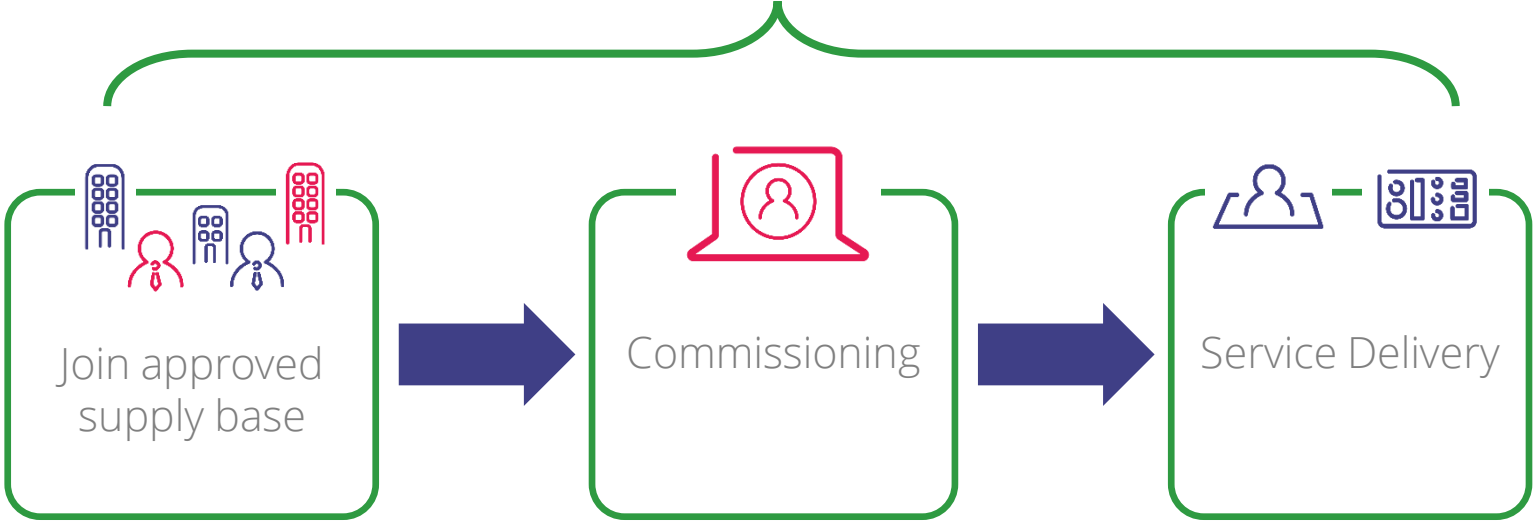 Join approved
supply base
Commissioning
Service Delivery